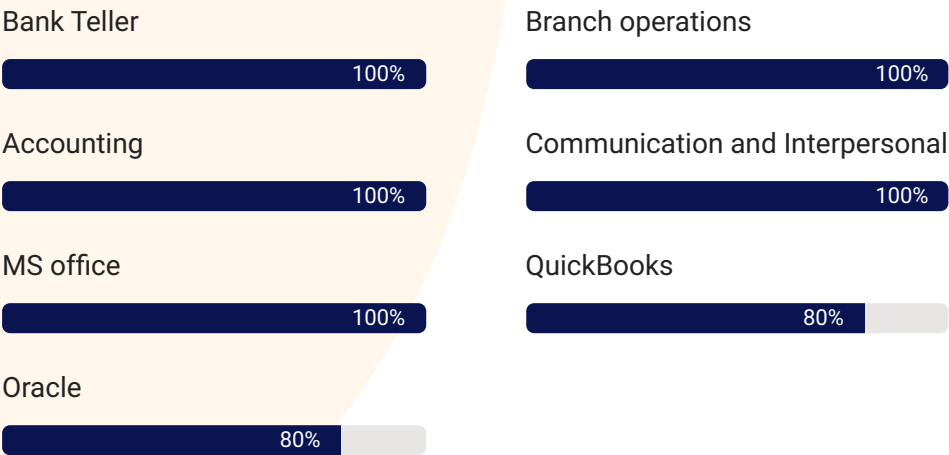 Bank Teller
100%
Branch operations
100%
Accounting
100%
Communication and Interpersonal
100%
MS office
100%
QuickBooks
80%
Oracle
80%